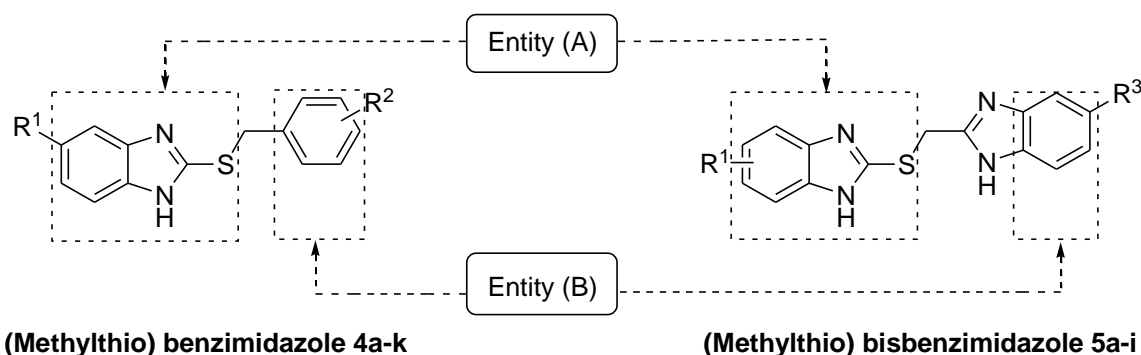 Entity (A)
R1
N
N
H
S
R2
R1
N
N
H
S
N
N
H
R3
Entity (B)
(Methylthio) benzimidazole 4a-k
(Methylthio) bisbenzimidazole 5a-i